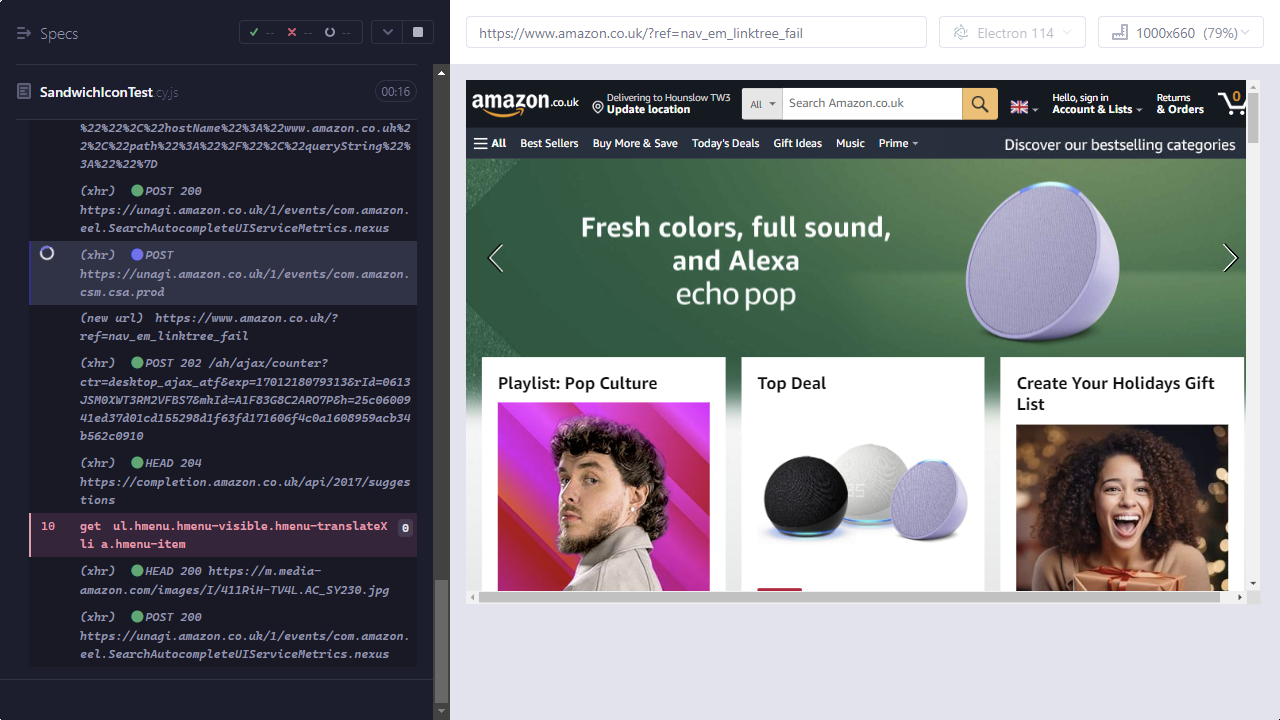 Specs
-- -- --
SandwichIconTest.cy.js
00:16
%22%22%2C%22hostName%22%3A%22www.amazon.co.uk%2
2%2C%22path%22%3A%22%2F%22%2C%22queryString%22%
3A%22%22%7D
(xhr) POST 200
https://unagi.amazon.co.uk/1/events/com.amazon.
eel.SearchAutocompleteUIServiceMetrics.nexus
(xhr) POST
https://unagi.amazon.co.uk/1/events/com.amazon.
csm.csa.prod
(new url) https://www.amazon.co.uk/?
ref=nav_em_linktree_fail
(xhr) POST 202 /ah/ajax/counter?
ctr=desktop_ajax_atf&exp=1701218079313&rId=0613
JSM0XWT3RM2VFBS7&mkId=A1F83G8C2ARO7P&h=25c06009
41ed37d01cd155298d1f63fd171606f4c0a1608959acb34
b562c0910
(xhr) HEAD 204
https://completion.amazon.co.uk/api/2017/sugges
tions
10 get ul.hmenu.hmenu-visible.hmenu-translateX 0
li a.hmenu-item
(xhr) HEAD 200 https://m.media-
amazon.com/images/I/411RiH-TV4L.AC_SY230.jpg
(xhr) POST 200
https://unagi.amazon.co.uk/1/events/com.amazon.
eel.SearchAutocompleteUIServiceMetrics.nexus
https://www.amazon.co.uk/?ref=nav_em_linktree_fail
Electron 114
1000x660 (79%)
amazon.co.uk
Delivering to Hounslow TW3
Update location
All
Search Amazon.co.uk
Hello, sign in
Account & Lists
Returns
& Orders
0
All Best Sellers Buy More & Save Today's Deals Gift Ideas Music Prime
Discover our bestselling categories
Fresh colors, full sound,
and Alexa
echo pop
Playlist: Pop Culture
Top Deal
Create Your Holidays Gift
List